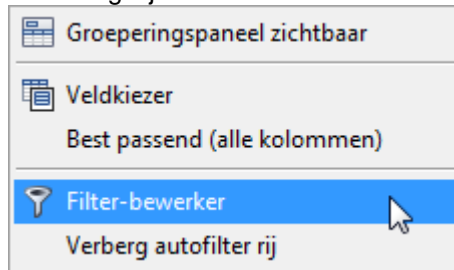 Groeperingspaneel zichtbaar
Veldkiezer
Best passend (alle kolommen)
Filter-bewerker
Verberg autofilter rij